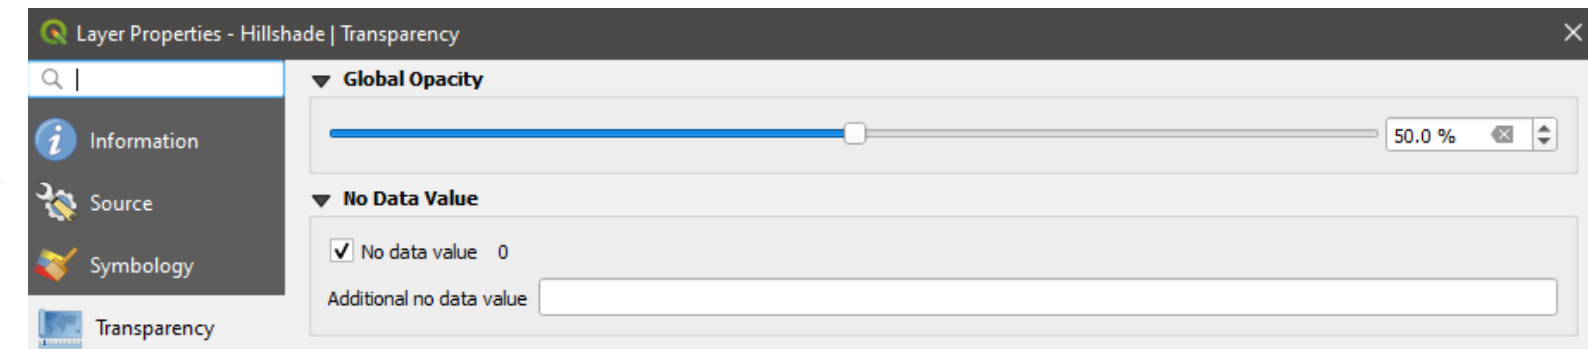 Layer Properties - Hillshade | Transparency
Information
Source
Symbology
Transparency
Global Opacity
50.0 %
No Data Value
No data value 0
Additional no data value